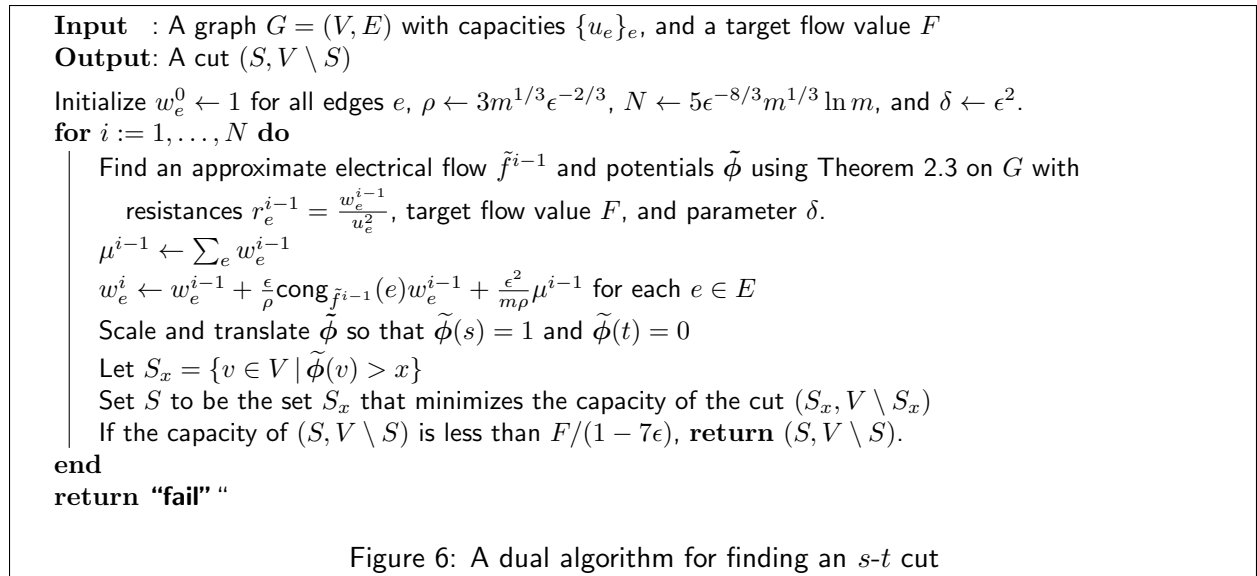 Input : A graph G = (V, E) with capacities {u_e}_e, and a target flow value F
Output: A cut (S, V \ S)
Initialize w_e^0 ← 1 for all edges e, ρ ← 3m^{1/3}ϵ^{-2/3}, N ← 5ϵ^{-8/3}m^{1/3} ln m, and δ ← ϵ^2.
for i := 1, . . . , N do
Find an approximate electrical flow f̃^{i-1} and potentials ϕ̃ using Theorem 2.3 on G with
resistances r_e^{i-1} = \frac{w_e^{i-1}}{u_e^2}, target flow value F, and parameter δ.
μ^{i-1} ← ∑_e w_e^{i-1}
w_e^i ← w_e^{i-1} + \frac{ϵ}{ρ}cong_{f̃^{i-1}}(e)w_e^{i-1} + \frac{ϵ^2}{mρ}μ^{i-1} for each e ∈ E
Scale and translate ϕ̃ so that ϕ̃(s) = 1 and ϕ̃(t) = 0
Let S_x = {v ∈ V | ϕ̃(v) > x}
Set S to be the set S_x that minimizes the capacity of the cut (S_x, V \ S_x)
If the capacity of (S, V \ S) is less than F/(1 − 7ϵ), return (S, V \ S).
end
return “fail" “
Figure 6: A dual algorithm for finding an s-t cut